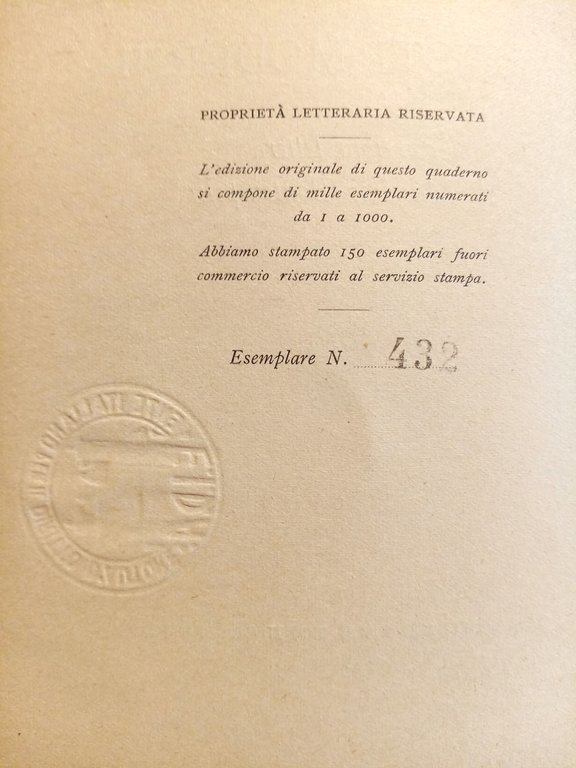 PROPRIETÀ LETTERARIA RISERVATA
L'edizione originale di questo quaderno
si compone di mille esemplari numerati
da 1 a 1000.
Abbiamo stampato 150 esemplari fuori
commercio riservati al servizio stampa.
Esemplare N. 432